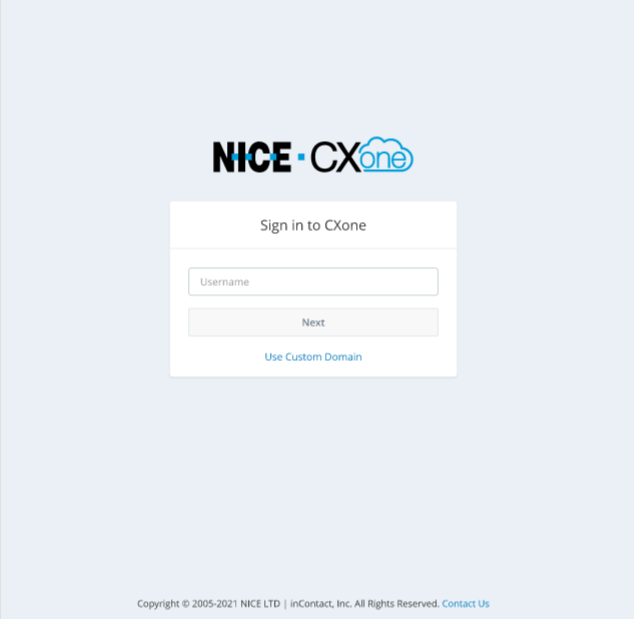 NICE · CXone
Sign in to CXone
Username
Next
Use Custom Domain
Copyright © 2005-2021 NICE LTD | inContact, Inc. All Rights Reserved. Contact Us